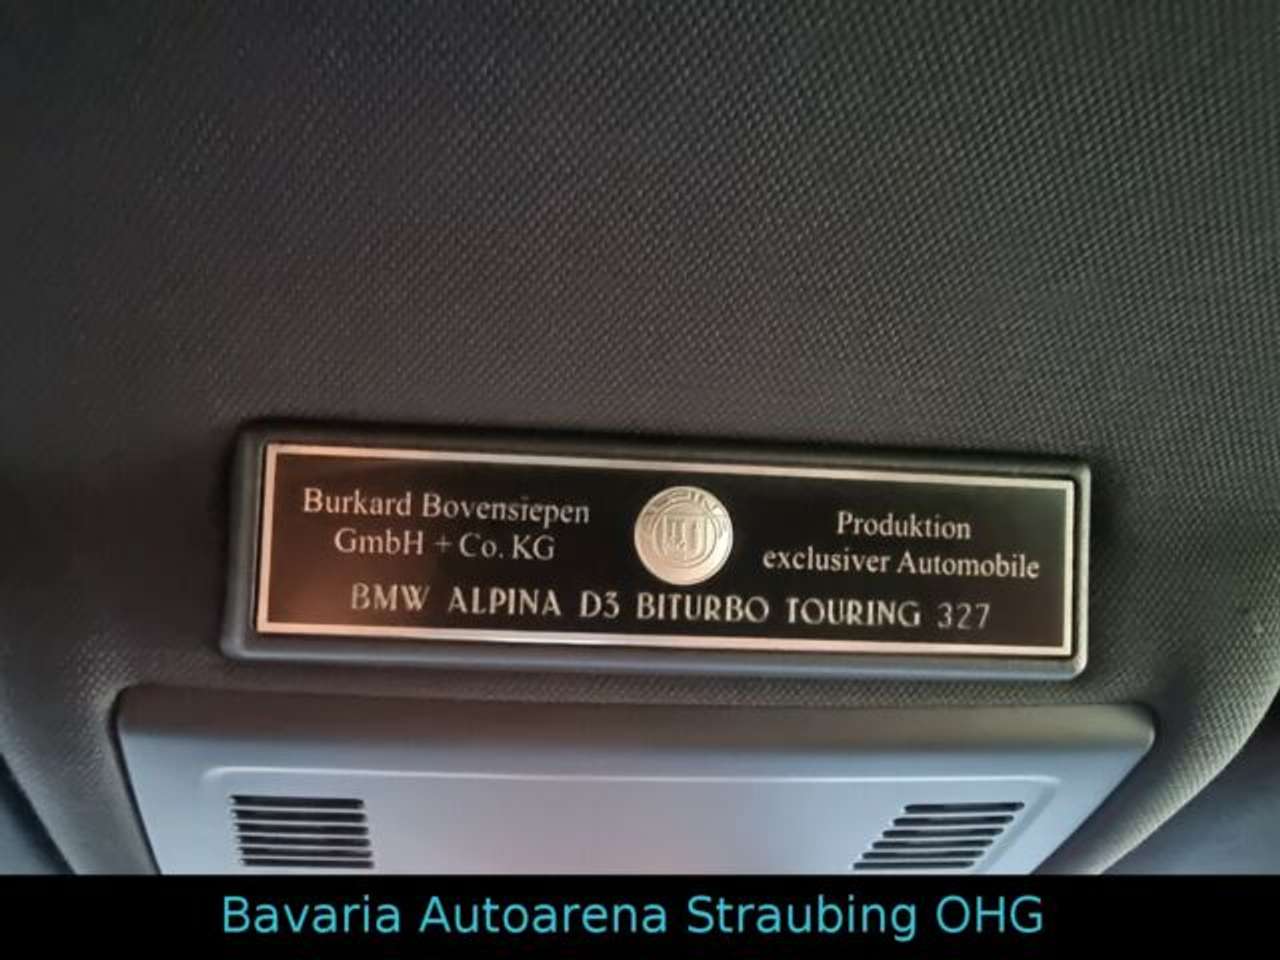 Burkard Bovensiepen
GmbH + Co. KG
Produktion
exclusiver Automobile
BMW ALPINA D3 BITURBO TOURING 327
Bavaria Autoarena Straubing OHG